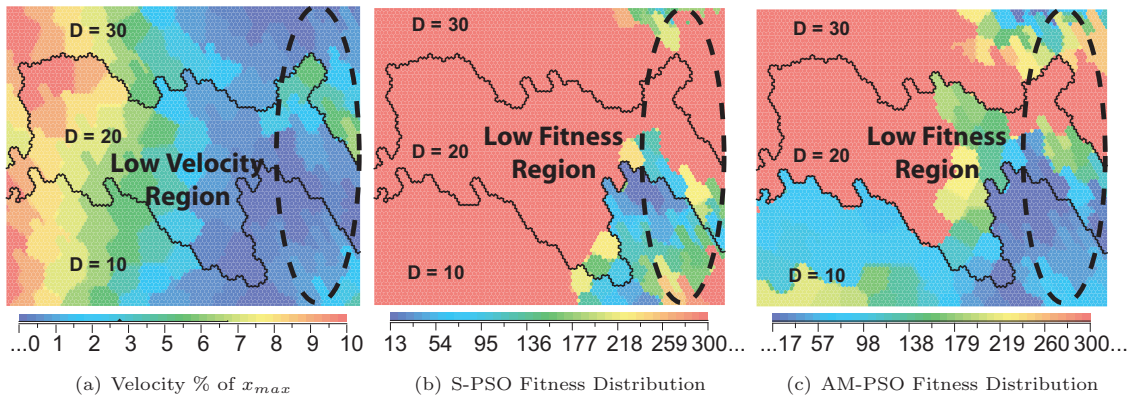 D = 30
D = 20
Low Velocity
Region
D = 10
...0 1 2 3 4 5 6 7 8 9 10
(a) Velocity % of x_max
D = 30
Low Fitness
Region
D = 20
D = 10
13 54 95 136 177 218 259 300...
(b) S-PSO Fitness Distribution
D = 30
Low Fitness
Region
D = 20
D = 10
...17 57 98 138 179 219 260 300...
(c) AM-PSO Fitness Distribution